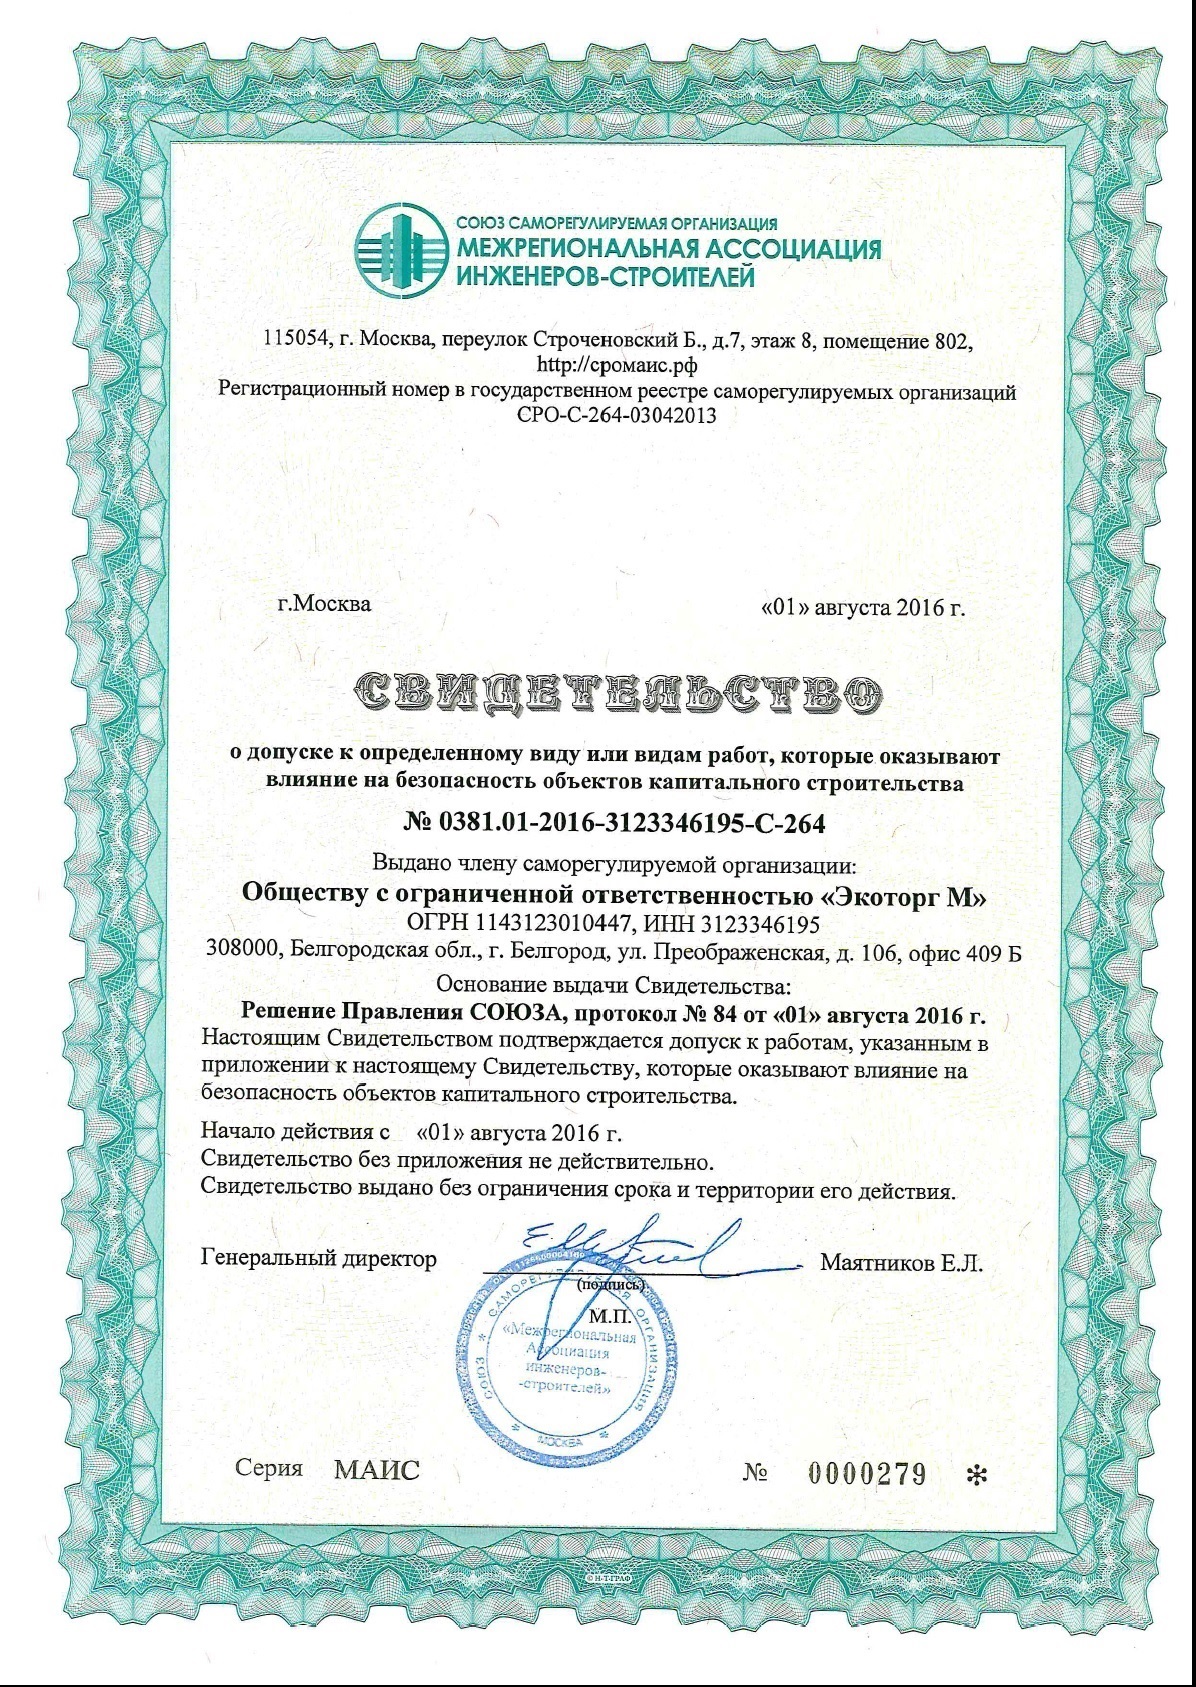 СОЮЗ САМОРЕГУЛИРУЕМАЯ ОРГАНИЗАЦИЯ
МЕЖРЕГИОНАЛЬНАЯ АССОЦИАЦИЯ
ИНЖЕНЕРОВ-СТРОИТЕЛЕЙ
115054, г. Москва, переулок Строченовский Б., д.7, этаж 8, помещение 802,
http://сромаис.рф
Регистрационный номер в государственном реестре саморегулируемых организаций
СРО-С-264-03042013
г.Москва «01» августа 2016 г.
СВИДЕТЕЛЬСТВО
о допуске к определенному виду или видам работ, которые оказывают
влияние на безопасность объектов капитального строительства
№ 0381.01-2016-3123346195-С-264
Выдано члену саморегулируемой организации:
Обществу с ограниченной ответственностью «Экоторг М»
ОГРН 1143123010447, ИНН 3123346195
308000, Белгородская обл., г. Белгород, ул. Преображенская, д. 106, офис 409 Б
Основание выдачи Свидетельства:
Решение Правления СОЮЗА, протокол № 84 от «01» августа 2016 г.
Настоящим Свидетельством подтверждается допуск к работам, указанным в
приложении к настоящему Свидетельству, которые оказывают влияние на
безопасность объектов капитального строительства.
Начало действия с «01» августа 2016 г.
Свидетельство без приложения не действительно.
Свидетельство выдано без ограничения срока и территории его действия.
Генеральный директор Маятников Е.Л.
(подпись)
М.П.
СОЮЗ * САМОРЕГУЛИРУЕМАЯ ОРГАНИЗАЦИЯ
«Межрегиональная
Ассоциация
инженеров-
-строителей»
* МОСКВА *
Серия МАИС № 0000279 *
© Н-Т-ГРАФ